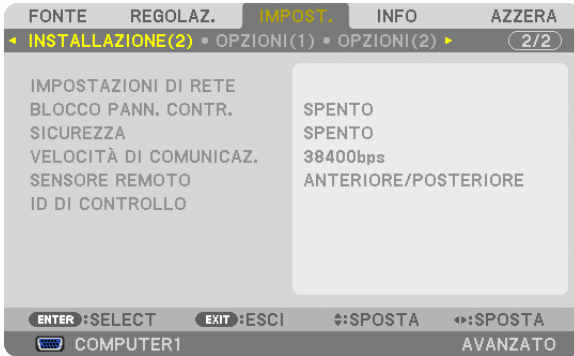 FONTE REGOLAZ. IMPOST. INFO AZZERA
INSTALLAZIONE(2) • OPZIONI(1) • OPZIONI(2) 2/2
IMPOSTAZIONI DI RETE
BLOCCO PANN. CONTR. SPENTO
SICUREZZA SPENTO
VELOCITÀ DI COMUNICAZ. 38400bps
SENSORE REMOTO ANTERIORE/POSTERIORE
ID DI CONTROLLO
ENTER :SELECT EXIT :ESCI :SPOSTA :SPOSTA
COMPUTER1 AVANZATO